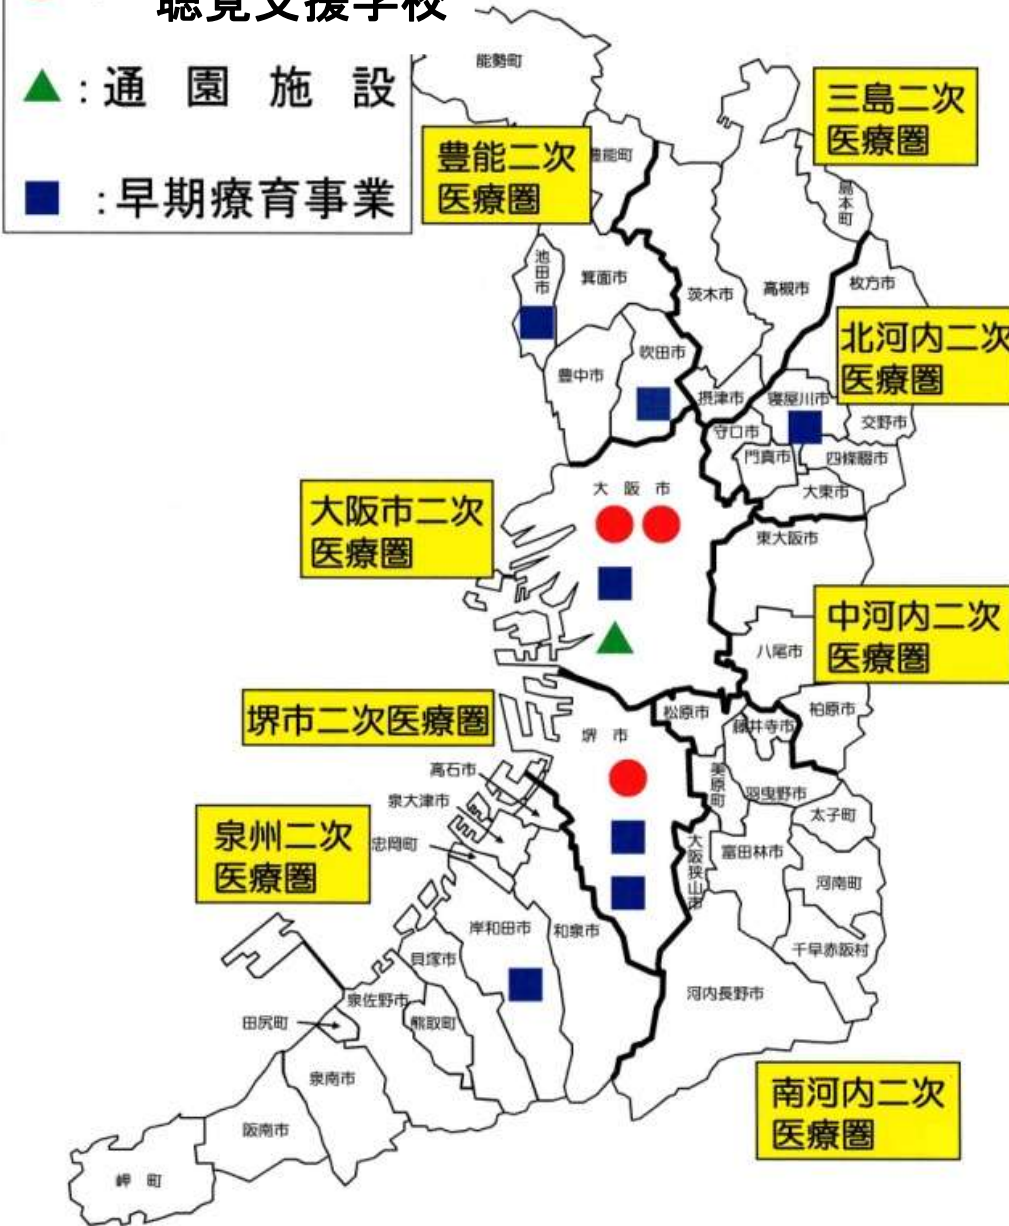 聴覚支援学校
▲：通園施設
■：早期療育事業
能勢町
三島二次
医療圏
豊能町
豊能二次
医療圏
島本町
池田市
箕面市
茨木市
高槻市
枚方市
北河内二次
医療圏
吹田市
豊中市
摂津市
寝屋川市
交野市
守口市
門真市
四條畷市
大東市
大阪市
大阪市二次
医療圏
東大阪市
中河内二次
医療圏
八尾市
堺市二次医療圏
松原市
藤井寺市
柏原市
堺市
高石市
美原町
羽曳野市
泉大津市
太子町
泉州二次
医療圏
忠岡町
大阪狭山市
富田林市
河南町
岸和田市
和泉市
千早赤阪村
貝塚市
泉佐野市
河内長野市
田尻町
熊取町
泉南市
南河内二次
医療圏
阪南市
岬町